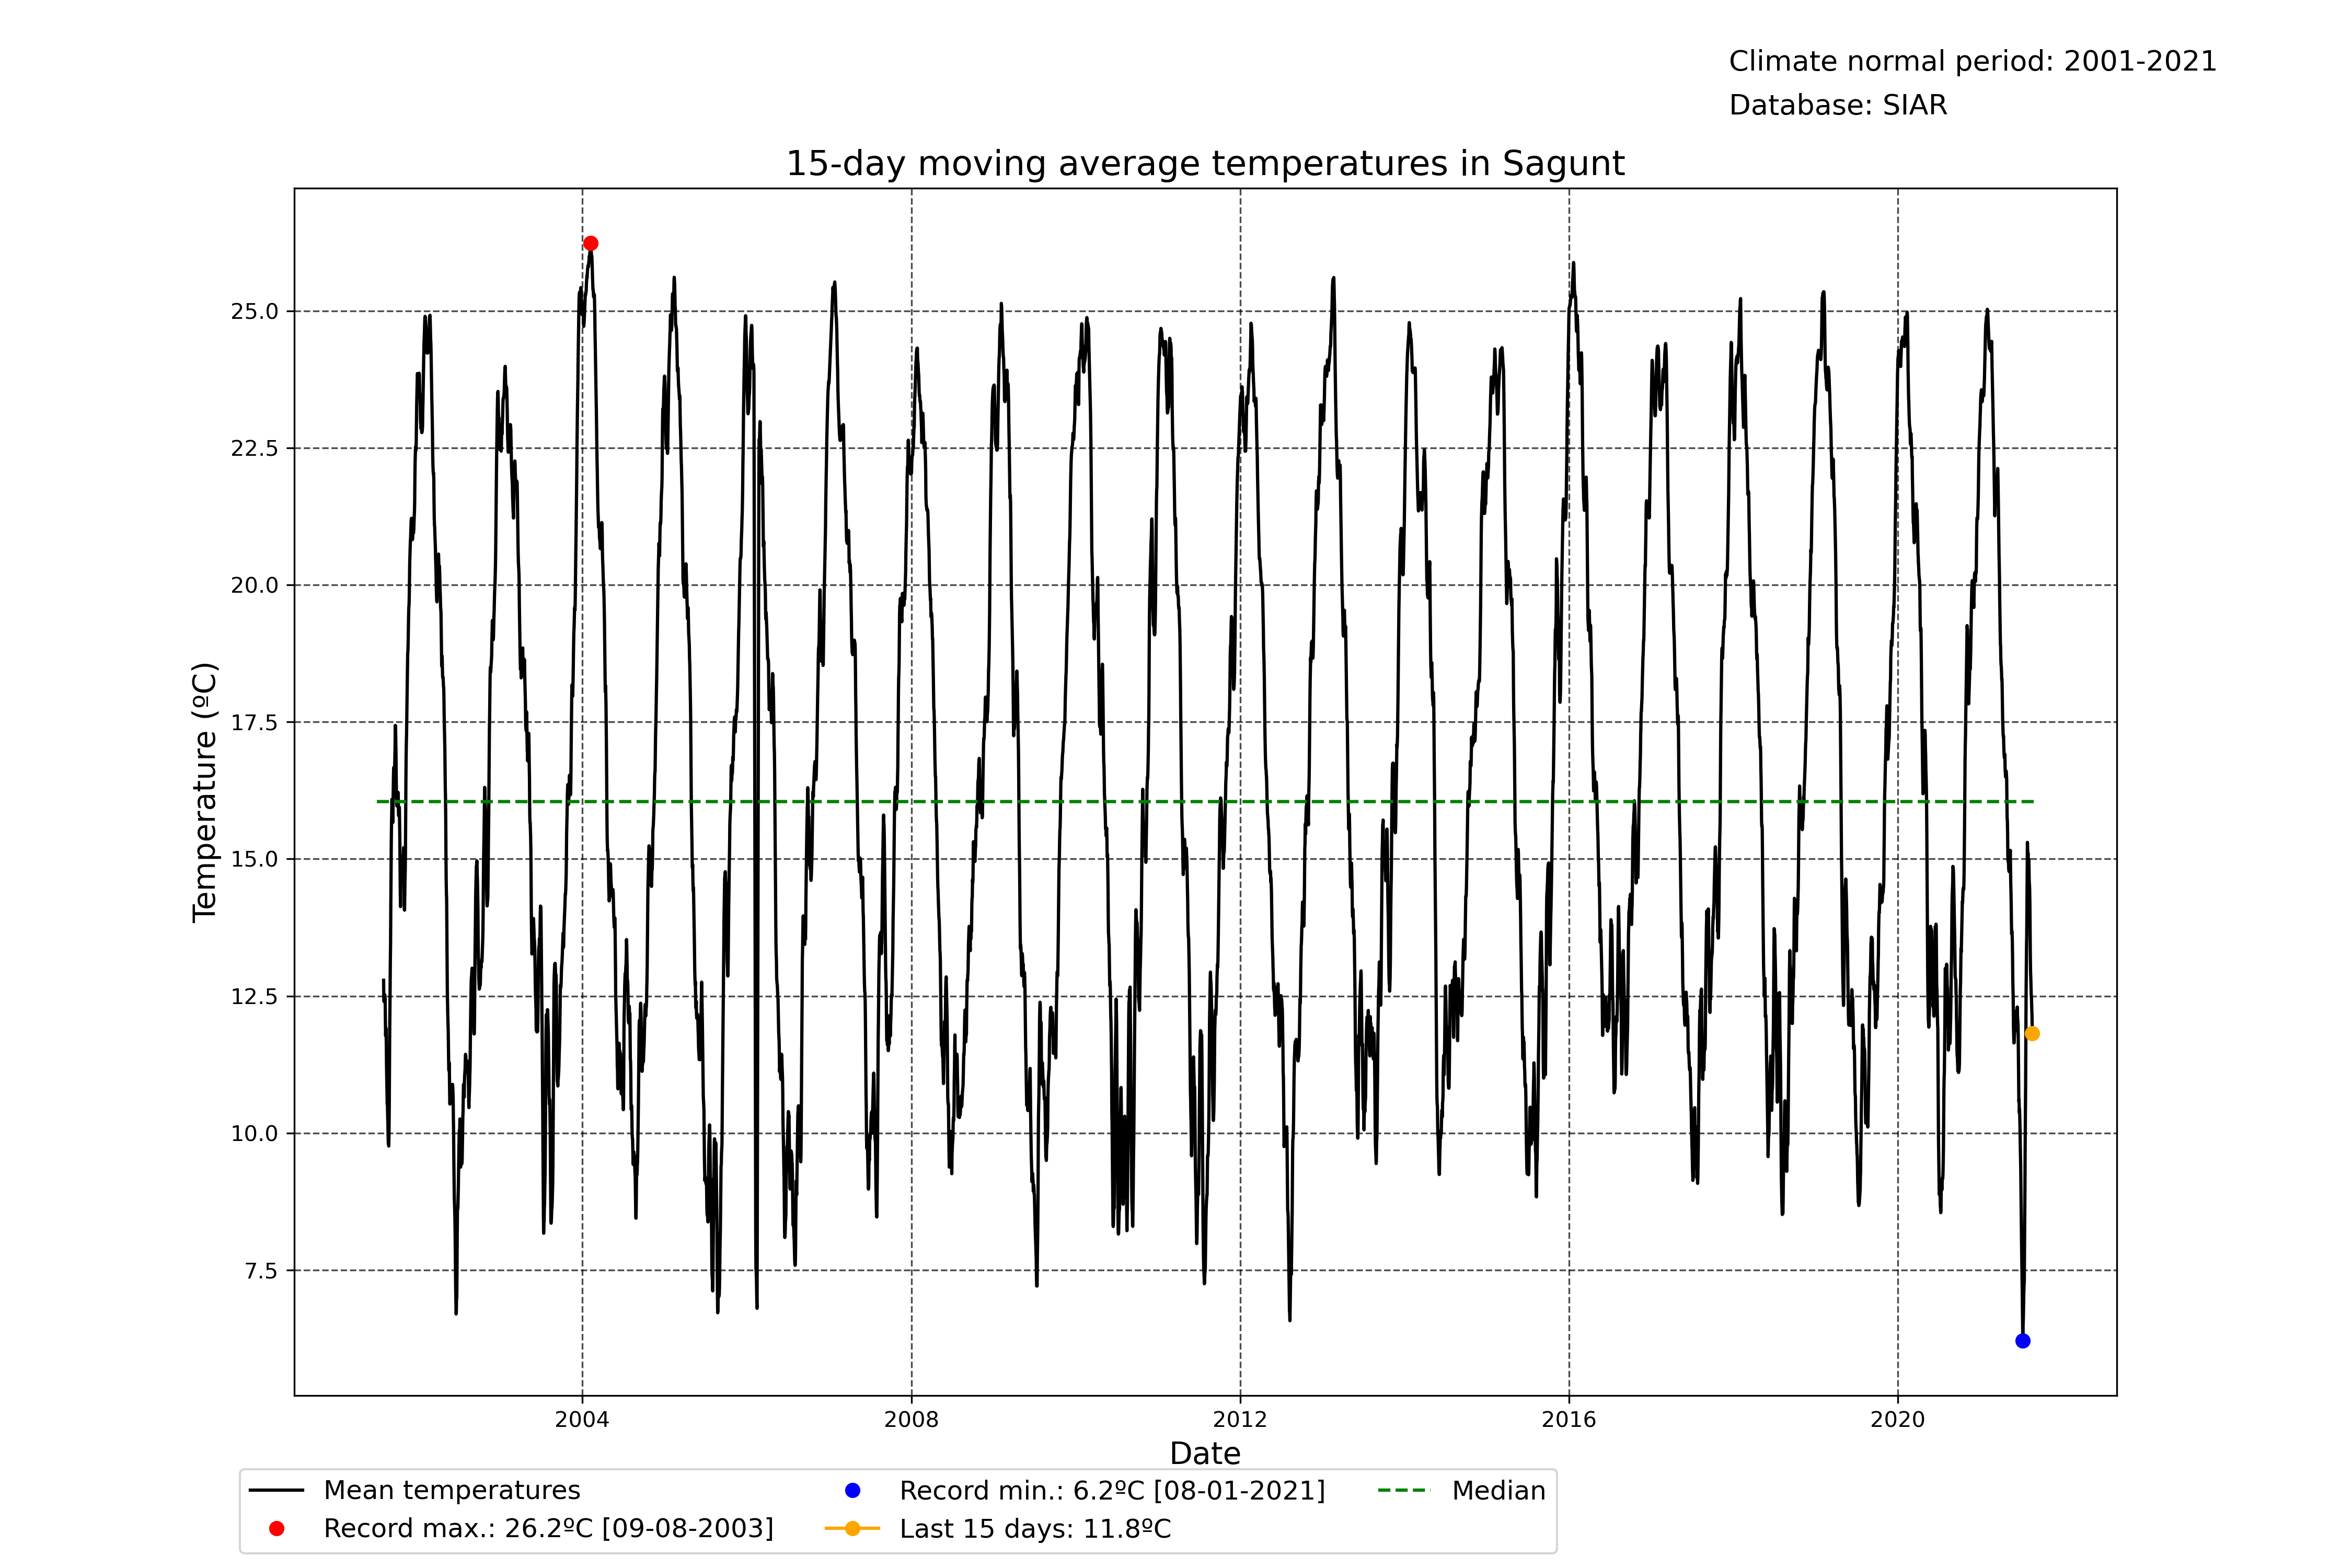 Climate normal period: 2001-2021
Database: SIAR
15-day moving average temperatures in Sagunt
Temperature (ºC)
25.0
22.5
20.0
17.5
15.0
12.5
10.0
7.5
2004
2008
2012
2016
2020
Date
Mean temperatures
Record max.: 26.2ºC [09-08-2003]
Record min.: 6.2ºC [08-01-2021]
Last 15 days: 11.8ºC
Median